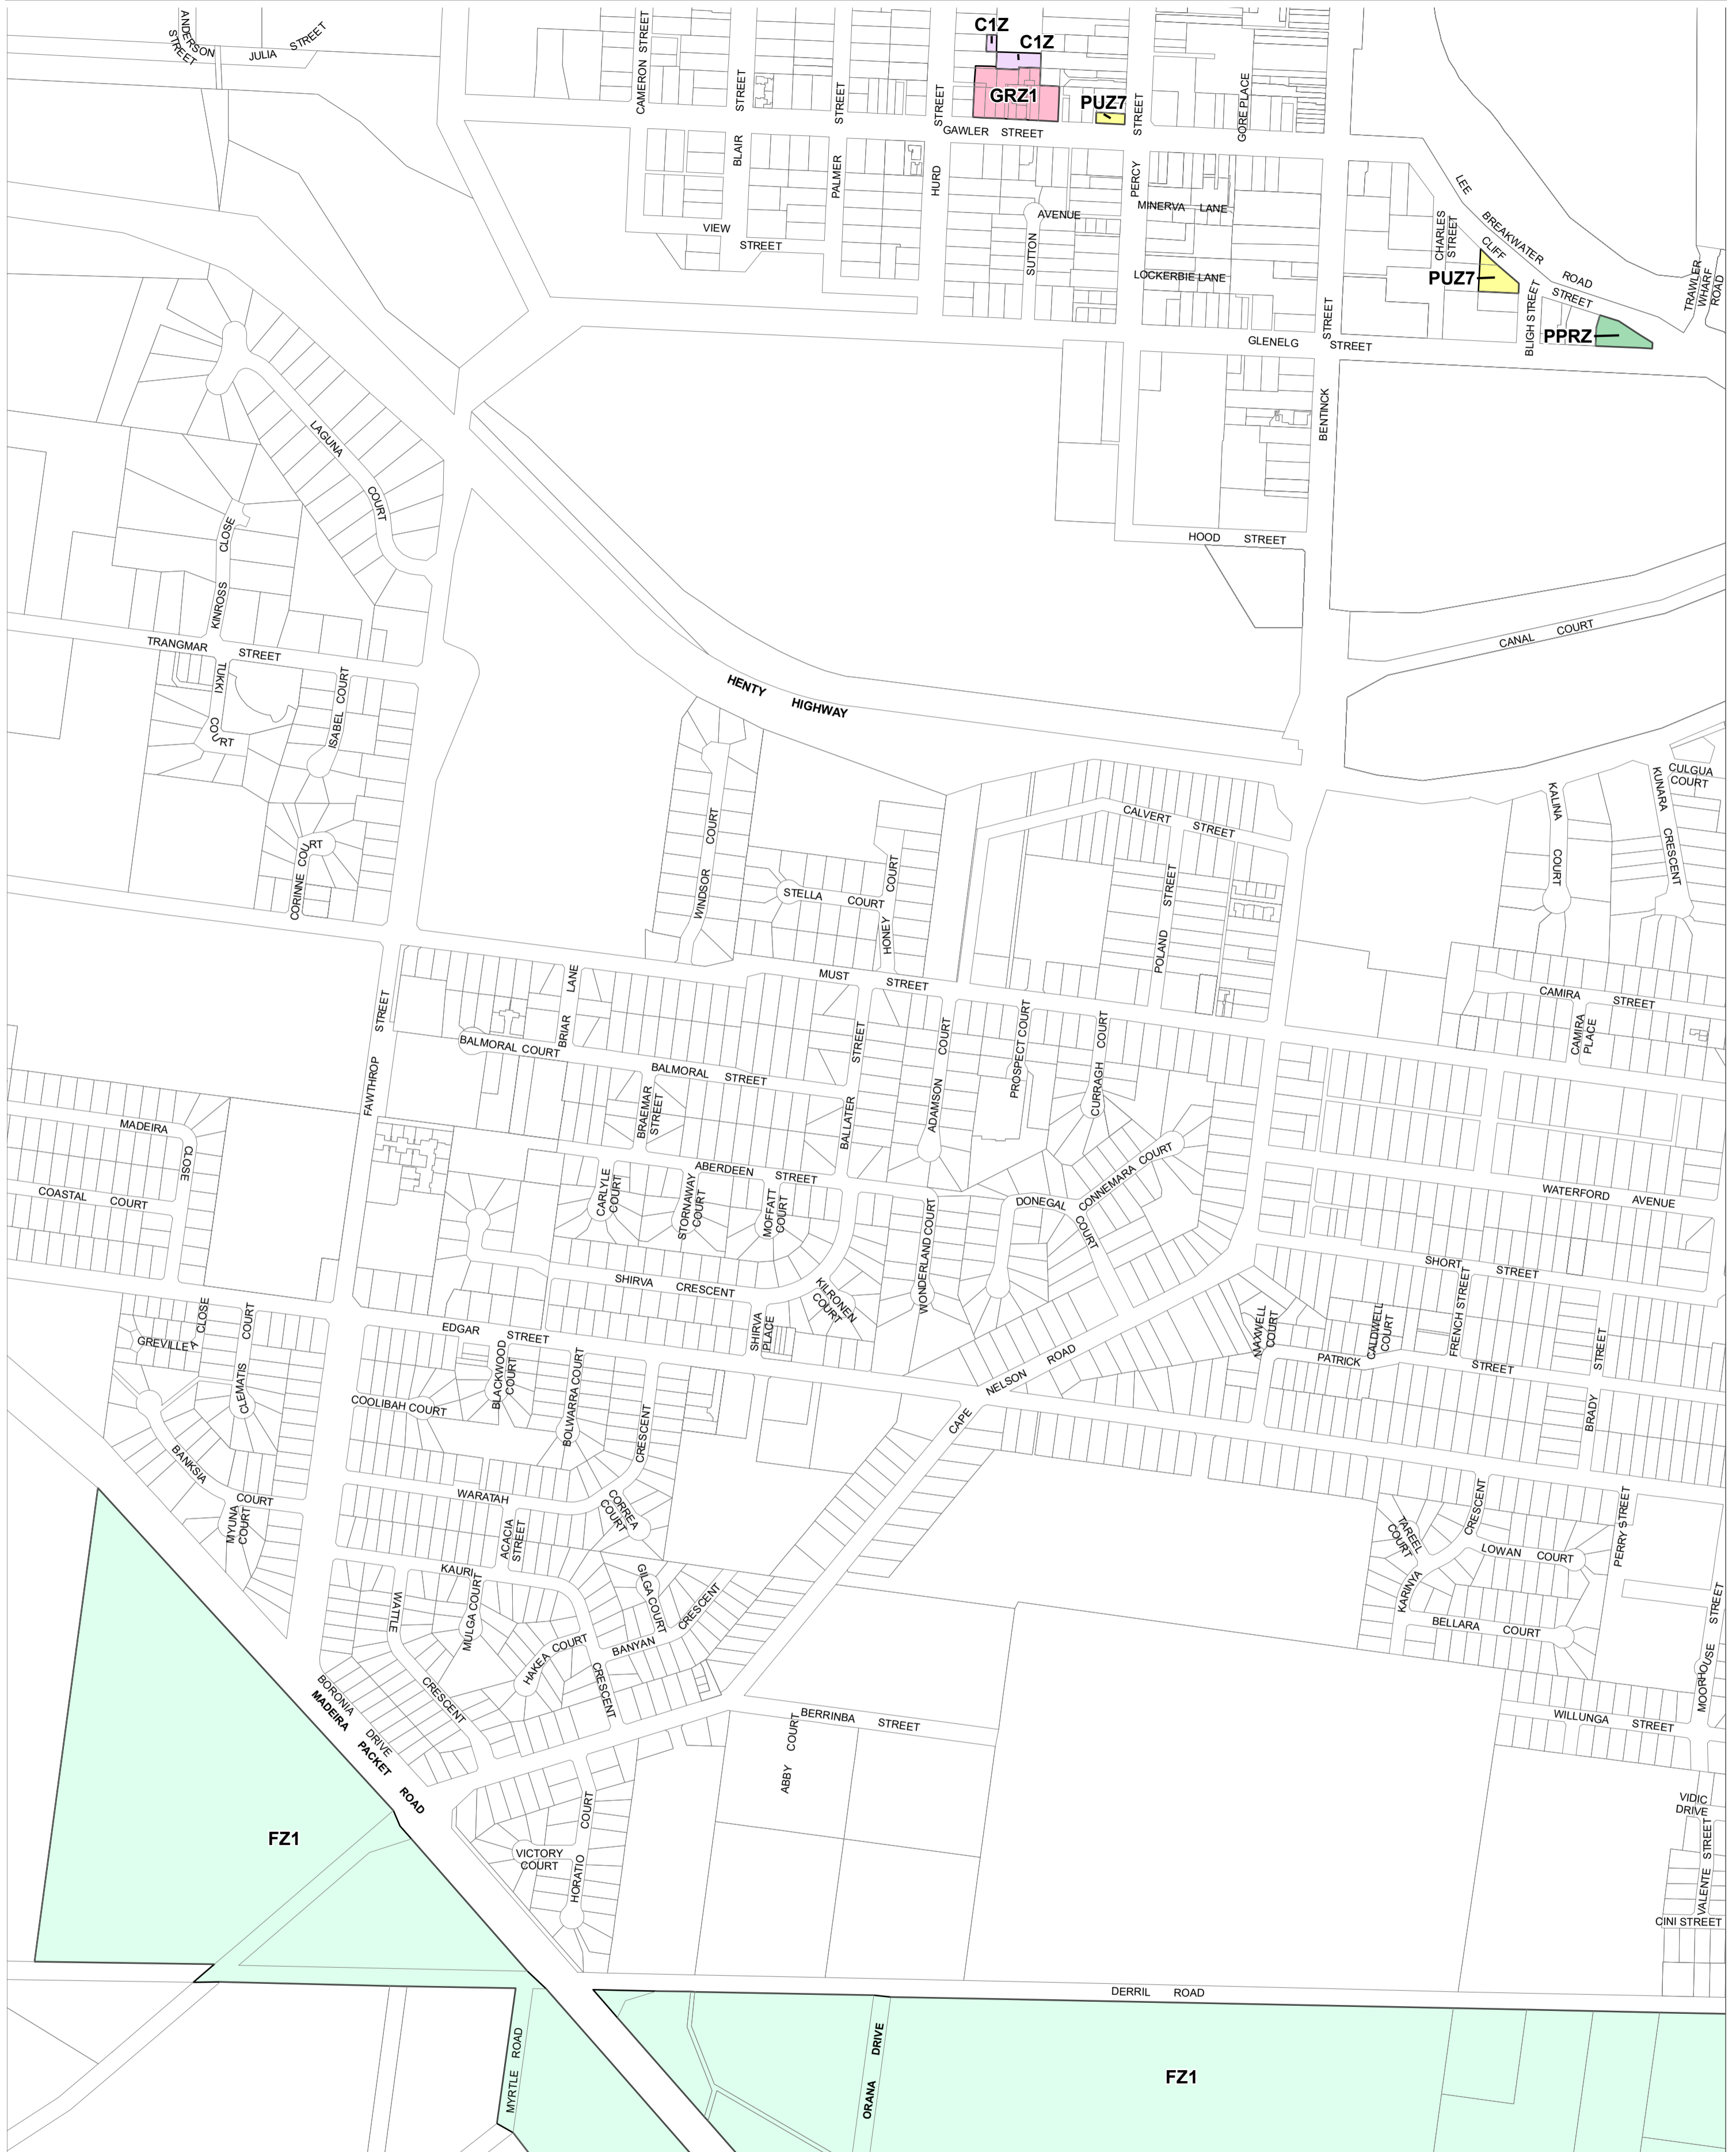 ANDERSON
STREET
JULIA STREET
CAMERON STREET
STREET
STREET
STREET
C1Z
C1Z
GRZ1
PUZ7
STREET
GORE PLACE
GAWLER STREET
BLAIR
PALMER
HURD
PERCY
MINERVA LANE
AVENUE
SUTTON
VIEW
STREET
LOCKERBIE LANE
LEE
BREAKWATER
ROAD
CHARLES
STREET
CLIFF
STREET
PUZ7
PPRZ
BLIGH STREET
TRAWLER
WHARF
ROAD
STREET
GLENELG
STREET
BENTINCK
HOOD STREET
LAGUNA
COURT
CLOSE
KINROSS
TRANGMAR
STREET
TUKKI
COURT
ISABEL COURT
CORINNE COURT
HENTY
HIGHWAY
CANAL COURT
CULGUA
COURT
KUNARA
CRESCENT
KALINA
COURT
CALVERT STREET
POLAND STREET
WINDSOR COURT
STELLA COURT
HONEY COURT
MUST
STREET
CAMIRA STREET
CAMIRA
PLACE
STREET
FAWTHROP
BRIAR LANE
BALMORAL COURT
BALMORAL STREET
BRAEMAR
STREET
BALLATER STREET
ADAMSON COURT
PROSPECT COURT
CURRAGH COURT
MADEIRA
CLOSE
COASTAL COURT
ABERDEEN
STREET
CARLYLE
COURT
STORNAWAY
COURT
MOFFATT
COURT
WONDERLAND COURT
DONEGAL
COURT
CONNEMARA COURT
WATERFORD AVENUE
SHORT
STREET
SHIRVA CRESCENT
SHIRVA
PLACE
KILRONEN
COURT
MAXWELL
COURT
CALDWELL
COURT
FRENCH STREET
PATRICK
STREET
BRADY STREET
GREVILLEA CLOSE
CLEMATIS COURT
EDGAR
STREET
BLACKWOOD
COURT
BOLWARRA COURT
COOLIBAH COURT
CAPE
NELSON ROAD
BANKSIA
COURT
MYUNA
COURT
WARATAH
CRESCENT
CORREA
COURT
ACACIA
STREET
KAURI
CRESCENT
WATTLE
CRESCENT
MULGA COURT
HAKEA COURT
GILGA COURT
BANYAN
CRESCENT
TAREEL
COURT
KARINYA
CRESCENT
LOWAN COURT
BELLARA COURT
PERRY STREET
MOORHOUSE STREET
WILLUNGA STREET
BORONIA
DRIVE
MADEIRA
PACKET
ROAD
BERRINBA STREET
ABBY COURT
VICTORY
COURT
HORATIO COURT
VIDIC
DRIVE
VALENTE STREET
CINI STREET
FZ1
DERRIL ROAD
MYRTLE ROAD
ORANA DRIVE
FZ1